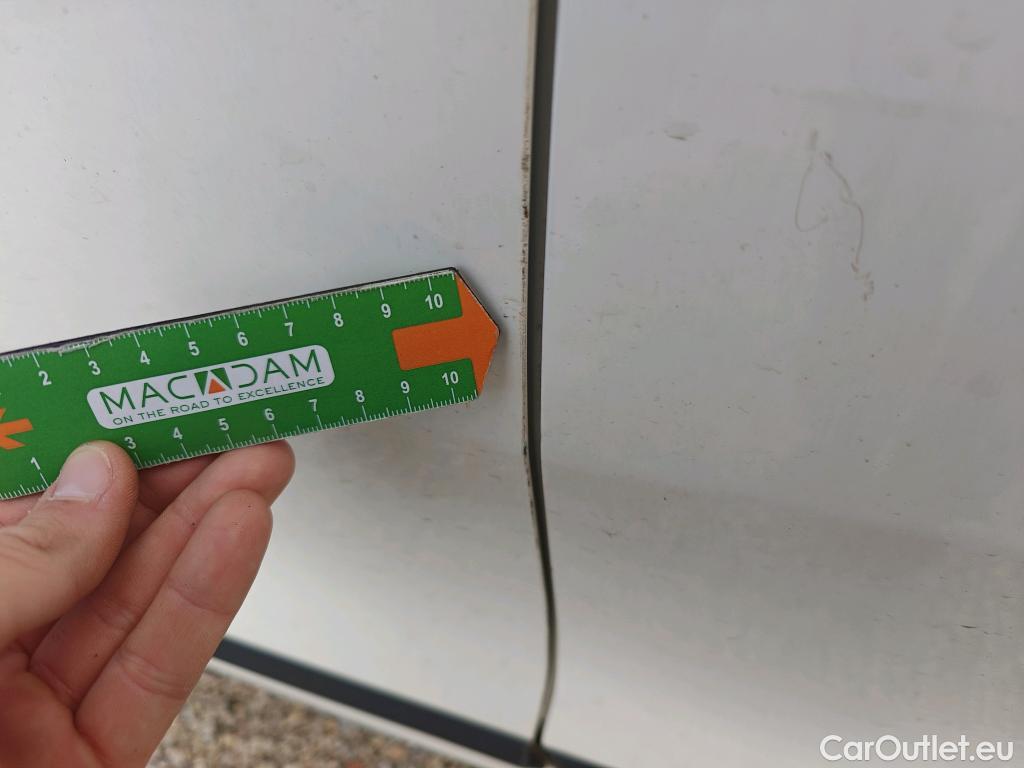 2 3 4 5 6 7 8 9 10
MACADAM
ON THE ROAD TO EXCELLENCE
1 3 4 5 6 7 8 9 10
CarOutlet.eu